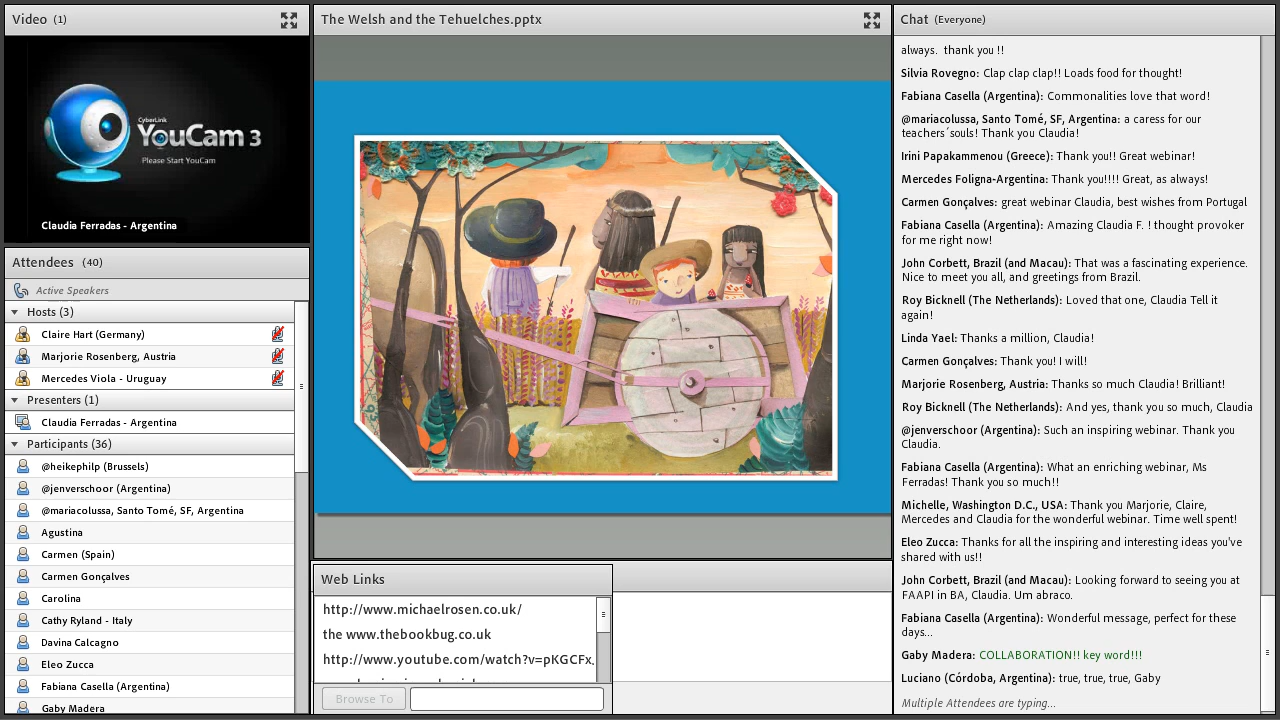 Video (1)
CyberLink
YouCam 3
Please Start YouCam
Claudia Ferradas - Argentina
Attendees (40)
Active Speakers
Hosts (3)
Claire Hart (Germany)
Marjorie Rosenberg, Austria
Mercedes Viola - Uruguay
Presenters (1)
Claudia Ferradas - Argentina
Participants (36)
@heikephilp (Brussels)
@jenverschoor (Argentina)
@mariacolussa, Santo Tomé, SF, Argentina
Agustina
Carmen (Spain)
Carmen Gonçalves
Carolina
Cathy Ryland - Italy
Davina Calcagno
Eleo Zucca
Fabiana Casella (Argentina)
Gaby Madera
The Welsh and the Tehuelches.pptx
Web Links
http://www.michaelrosen.co.uk/
the www.thebookbug.co.uk
http://www.youtube.com/watch?v=pKGCFx.
Browse To
Chat (Everyone)
always. thank you !!
Silvia Rovegno: Clap clap clap!! Loads food for thought!
Fabiana Casella (Argentina): Commonalities love that word!
@mariacolussa, Santo Tomé, SF, Argentina: a caress for our
teachers´souls! Thank you Claudia!
Irini Papakammenou (Greece): Thank you!! Great webinar!
Mercedes Foligna-Argentina: Thank you!!!! Great, as always!
Carmen Gonçalves: great webinar Claudia, best wishes from Portugal
Fabiana Casella (Argentina): Amazing Claudia F. ! thought provoker
for me right now!
John Corbett, Brazil (and Macau): That was a fascinating experience.
Nice to meet you all, and greetings from Brazil.
Roy Bicknell (The Netherlands): Loved that one, Claudia Tell it
again!
Linda Yael: Thanks a million, Claudia!
Carmen Gonçalves: Thank you! I will!
Marjorie Rosenberg, Austria: Thanks so much Claudia! Brilliant!
Roy Bicknell (The Netherlands): And yes, thank you so much, Claudia
@jenverschoor (Argentina): Such an inspiring webinar. Thank you
Claudia.
Fabiana Casella (Argentina): What an enriching webinar, Ms
Ferradas! Thank you so much!!
Michelle, Washington D.C., USA: Thank you Marjorie, Claire,
Mercedes and Claudia for the wonderful webinar. Time well spent!
Eleo Zucca: Thanks for all the inspiring and interesting ideas you've
shared with us!!
John Corbett, Brazil (and Macau): Looking forward to seeing you at
FAAPI in BA, Claudia. Um abraco.
Fabiana Casella (Argentina): Wonderful message, perfect for these
days...
Gaby Madera: COLLABORATION!! key word!!!
Luciano (Córdoba, Argentina): true, true, true, Gaby
Multiple Attendees are typing...